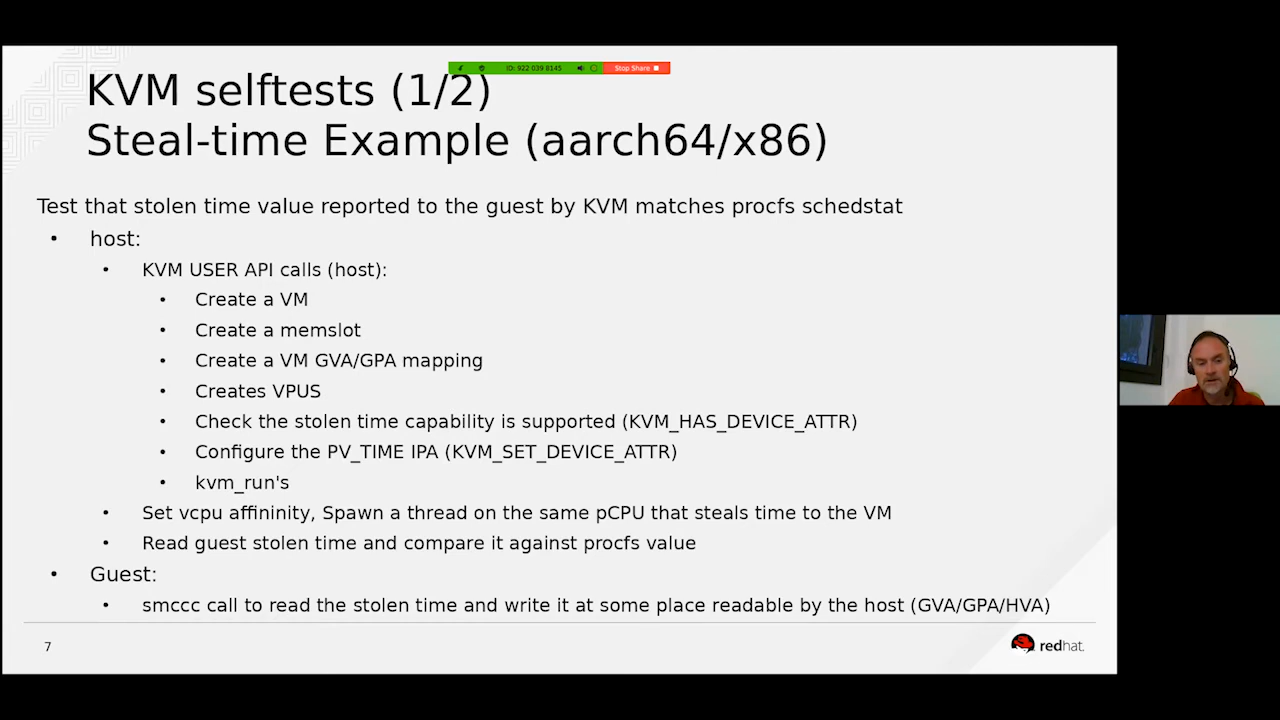 ID: 922 039 8145 Stop Share
KVM selftests (1/2)
Steal-time Example (aarch64/x86)
Test that stolen time value reported to the guest by KVM matches procfs schedstat
• host:
• KVM USER API calls (host):
• Create a VM
• Create a memslot
• Create a VM GVA/GPA mapping
• Creates VPUS
• Check the stolen time capability is supported (KVM_HAS_DEVICE_ATTR)
• Configure the PV_TIME IPA (KVM_SET_DEVICE_ATTR)
• kvm_run's
• Set vcpu affininity, Spawn a thread on the same pCPU that steals time to the VM
• Read guest stolen time and compare it against procfs value
• Guest:
• smccc call to read the stolen time and write it at some place readable by the host (GVA/GPA/HVA)
7
redhat.